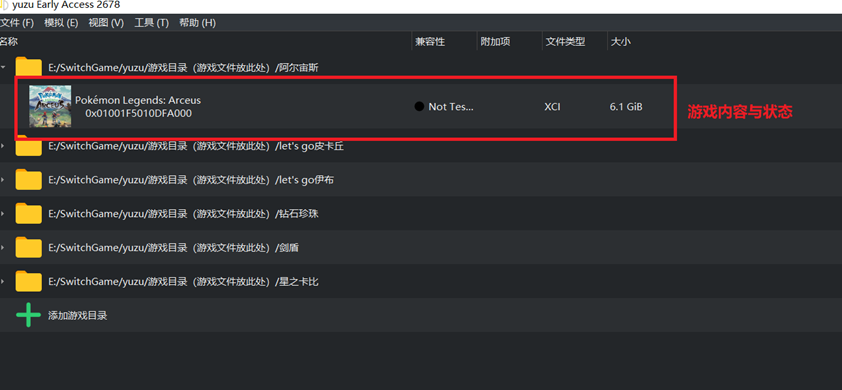 yuzu Early Access 2678
文件 (F) 模拟 (E) 视图 (V) 工具 (T) 帮助 (H)
名称 兼容性 附加项 文件类型 大小
E:/SwitchGame/yuzu/游戏目录（游戏文件放此处）/阿尔宙斯
Pokémon Legends: Arceus
0x01001F5010DFA000
Not Tes... XCI 6.1 GiB
游戏内容与状态
E:/SwitchGame/yuzu/游戏目录（游戏文件放此处）/let's go皮卡丘
E:/SwitchGame/yuzu/游戏目录（游戏文件放此处）/let's go伊布
E:/SwitchGame/yuzu/游戏目录（游戏文件放此处）/钻石珍珠
E:/SwitchGame/yuzu/游戏目录（游戏文件放此处）/剑盾
E:/SwitchGame/yuzu/游戏目录（游戏文件放此处）/星之卡比
添加游戏目录